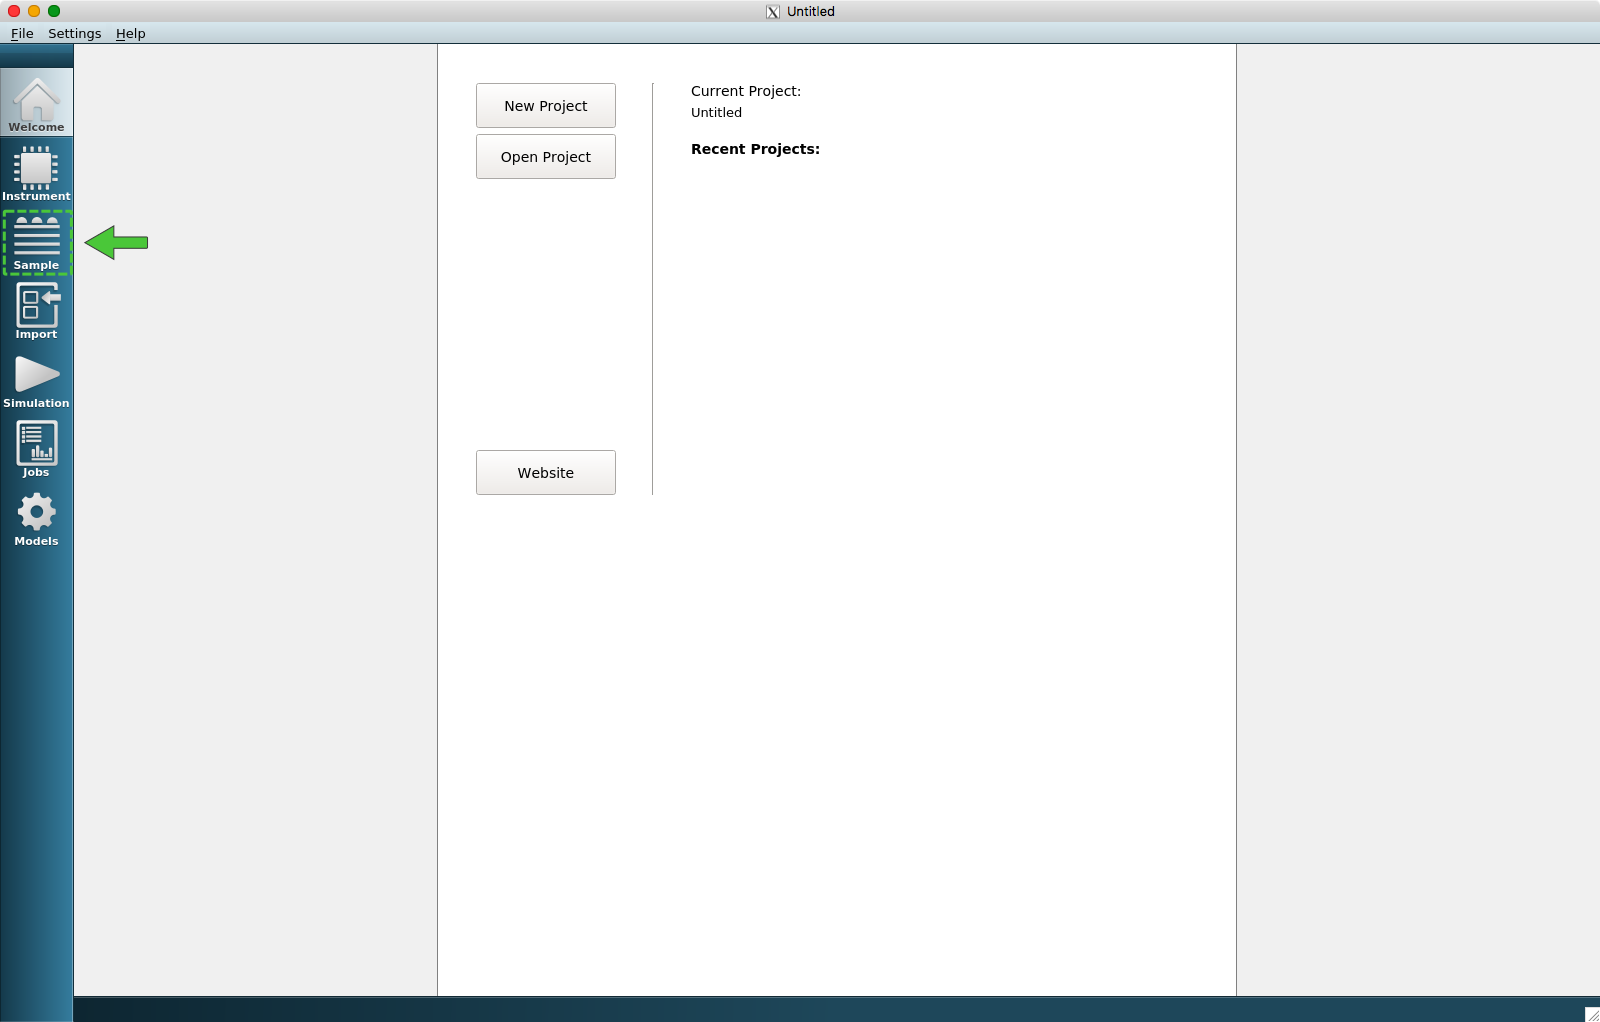 Untitled
File Settings Help
Welcome
Instrument
Sample
Import
Simulation
Jobs
Models
New Project
Open Project
Website
Current Project:
Untitled
Recent Projects: